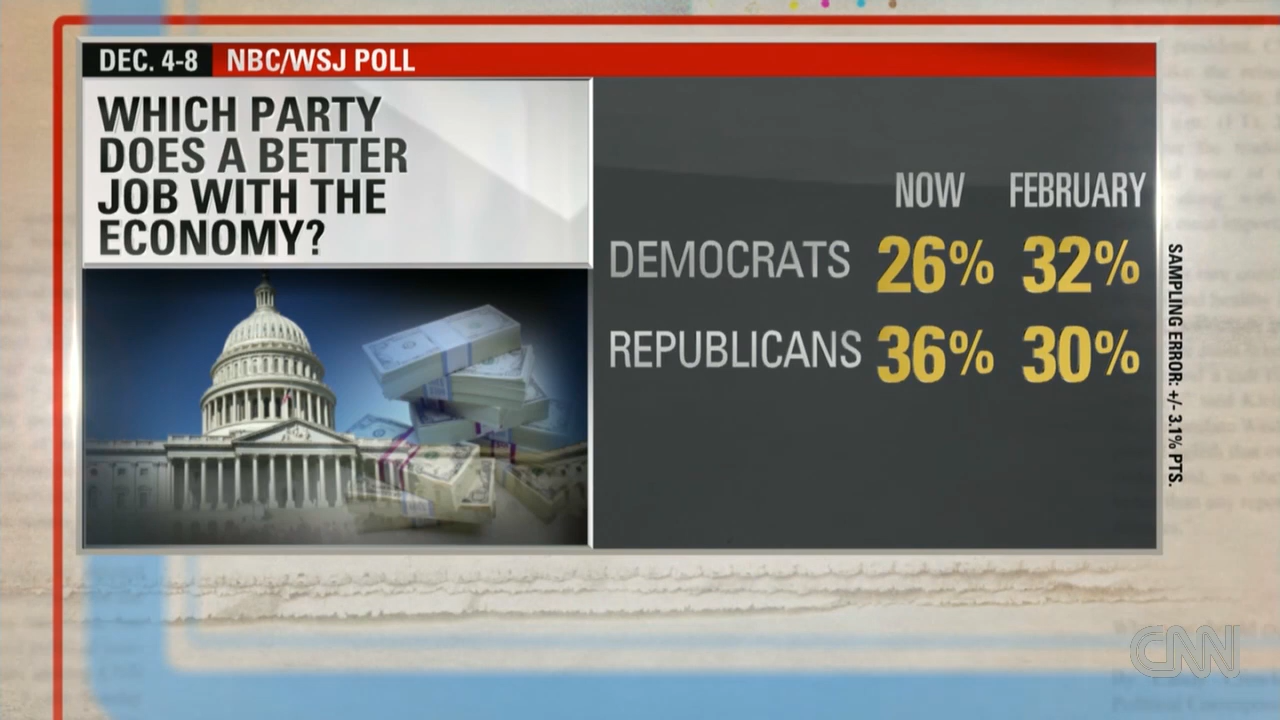 DEC. 4-8 NBC/WSJ POLL
WHICH PARTY
DOES A BETTER
JOB WITH THE
ECONOMY?
NOW FEBRUARY
DEMOCRATS 26% 32%
REPUBLICANS 36% 30%
SAMPLING ERROR: +/- 3.1% PTS.
CNN